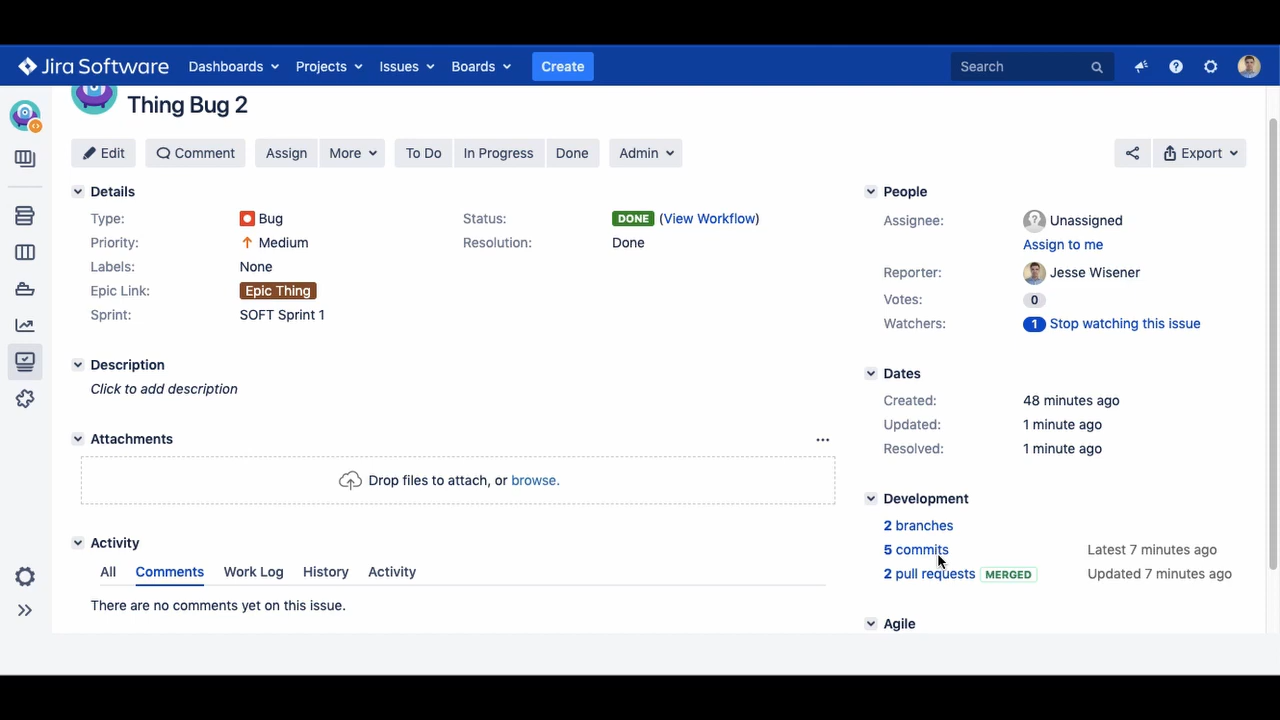 Jira Software Dashboards Projects Issues Boards Create Search
Thing Bug 2
Edit Comment Assign More To Do In Progress Done Admin Export
Details
Type: Bug Status: DONE (View Workflow)
Priority: Medium Resolution: Done
Labels: None
Epic Link: Epic Thing
Sprint: SOFT Sprint 1
Description
Click to add description
Attachments
Drop files to attach, or browse.
Activity
All Comments Work Log History Activity
There are no comments yet on this issue.
People
Assignee: Unassigned
Assign to me
Reporter: Jesse Wisener
Votes: 0
Watchers: 1 Stop watching this issue
Dates
Created: 48 minutes ago
Updated: 1 minute ago
Resolved: 1 minute ago
Development
2 branches
5 commits Latest 7 minutes ago
2 pull requests MERGED Updated 7 minutes ago
Agile